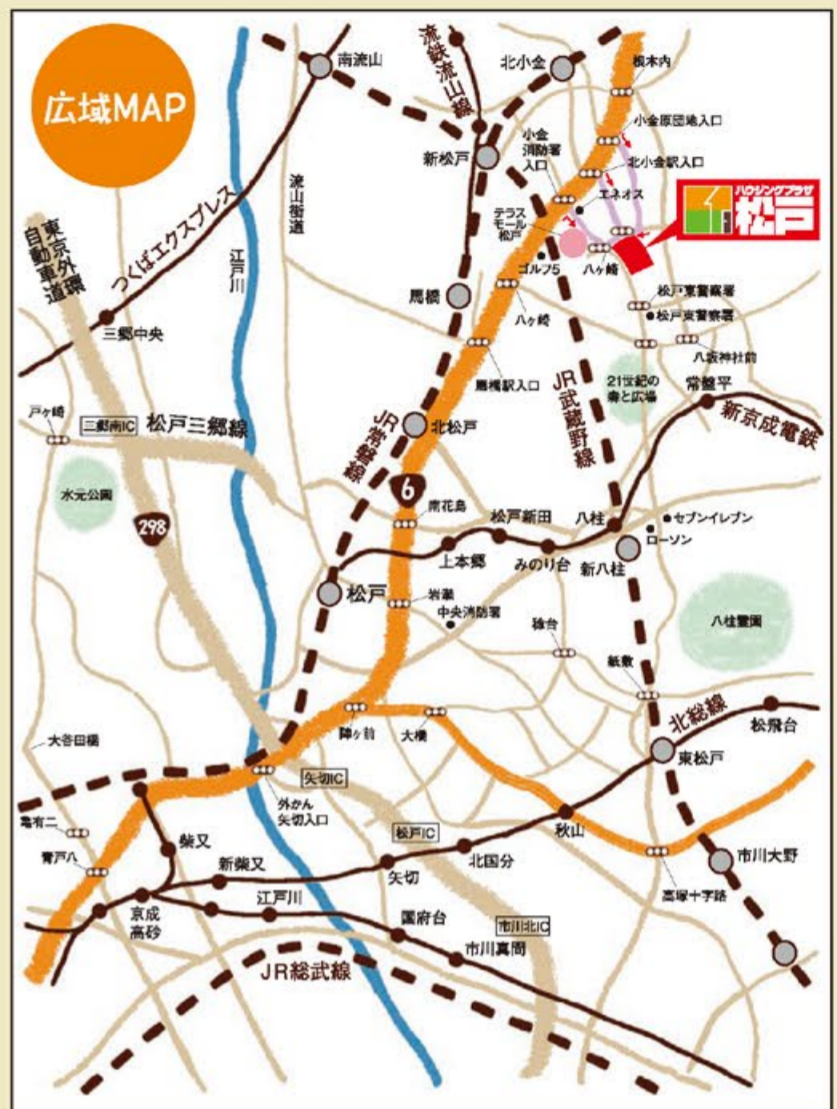 広域MAP
南流山
流鉄流山線
北小金
根木内
小金原団地入口
小金
消防署
入口
北小金駅入口
新松戸
エネオス
ハウジングプラザ
松戸
流山街道
テラス
モール
松戸
つくばエクスプレス
東京外環
自動車道
江戸川
ゴルフ5
八ヶ崎
馬橋
八ヶ崎
松戸東警察署
松戸東警察署
三郷中央
馬橋駅入口
八坂神社前
21世紀の
森と広場
常盤平
JR武蔵野線
新京成電鉄
戸ヶ崎
三郷南IC
松戸三郷線
JR常磐線
北松戸
6
水元公園
298
南花島
松戸新田
八柱
セブンイレブン
ローソン
上本郷
みのり台
新八柱
松戸
岩瀬
中央消防署
稔台
八柱霊園
紙敷
北総線
松飛台
大谷田橋
陣ヶ前
大橋
東松戸
矢切IC
外かん
矢切入口
亀有二
柴又
松戸IC
秋山
青戸八
新柴又
矢切
北国分
市川大野
高塚十字路
京成
高砂
江戸川
国府台
市川北IC
市川真間
JR総武線